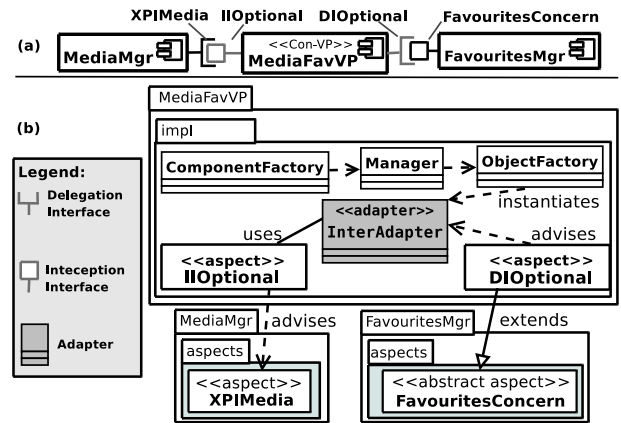 XPIMedia IIOptional DIOptional FavouritesConcern
(a) MediaMgr <<Con-VP>> MediaFavVP FavouritesMgr
MediaFavVP
(b)
impl
ComponentFactory Manager ObjectFactory
Legend:
Delegation
Interface
Inteception
Interface
Adapter
<<adapter>>
InterAdapter
instantiates
uses
advises
<<aspect>>
IIOptional
<<aspect>>
DIOptional
MediaMgr
advises
FavouritesMgr
extends
aspects
<<aspect>>
XPIMedia
aspects
<<abstract aspect>>
FavouritesConcern